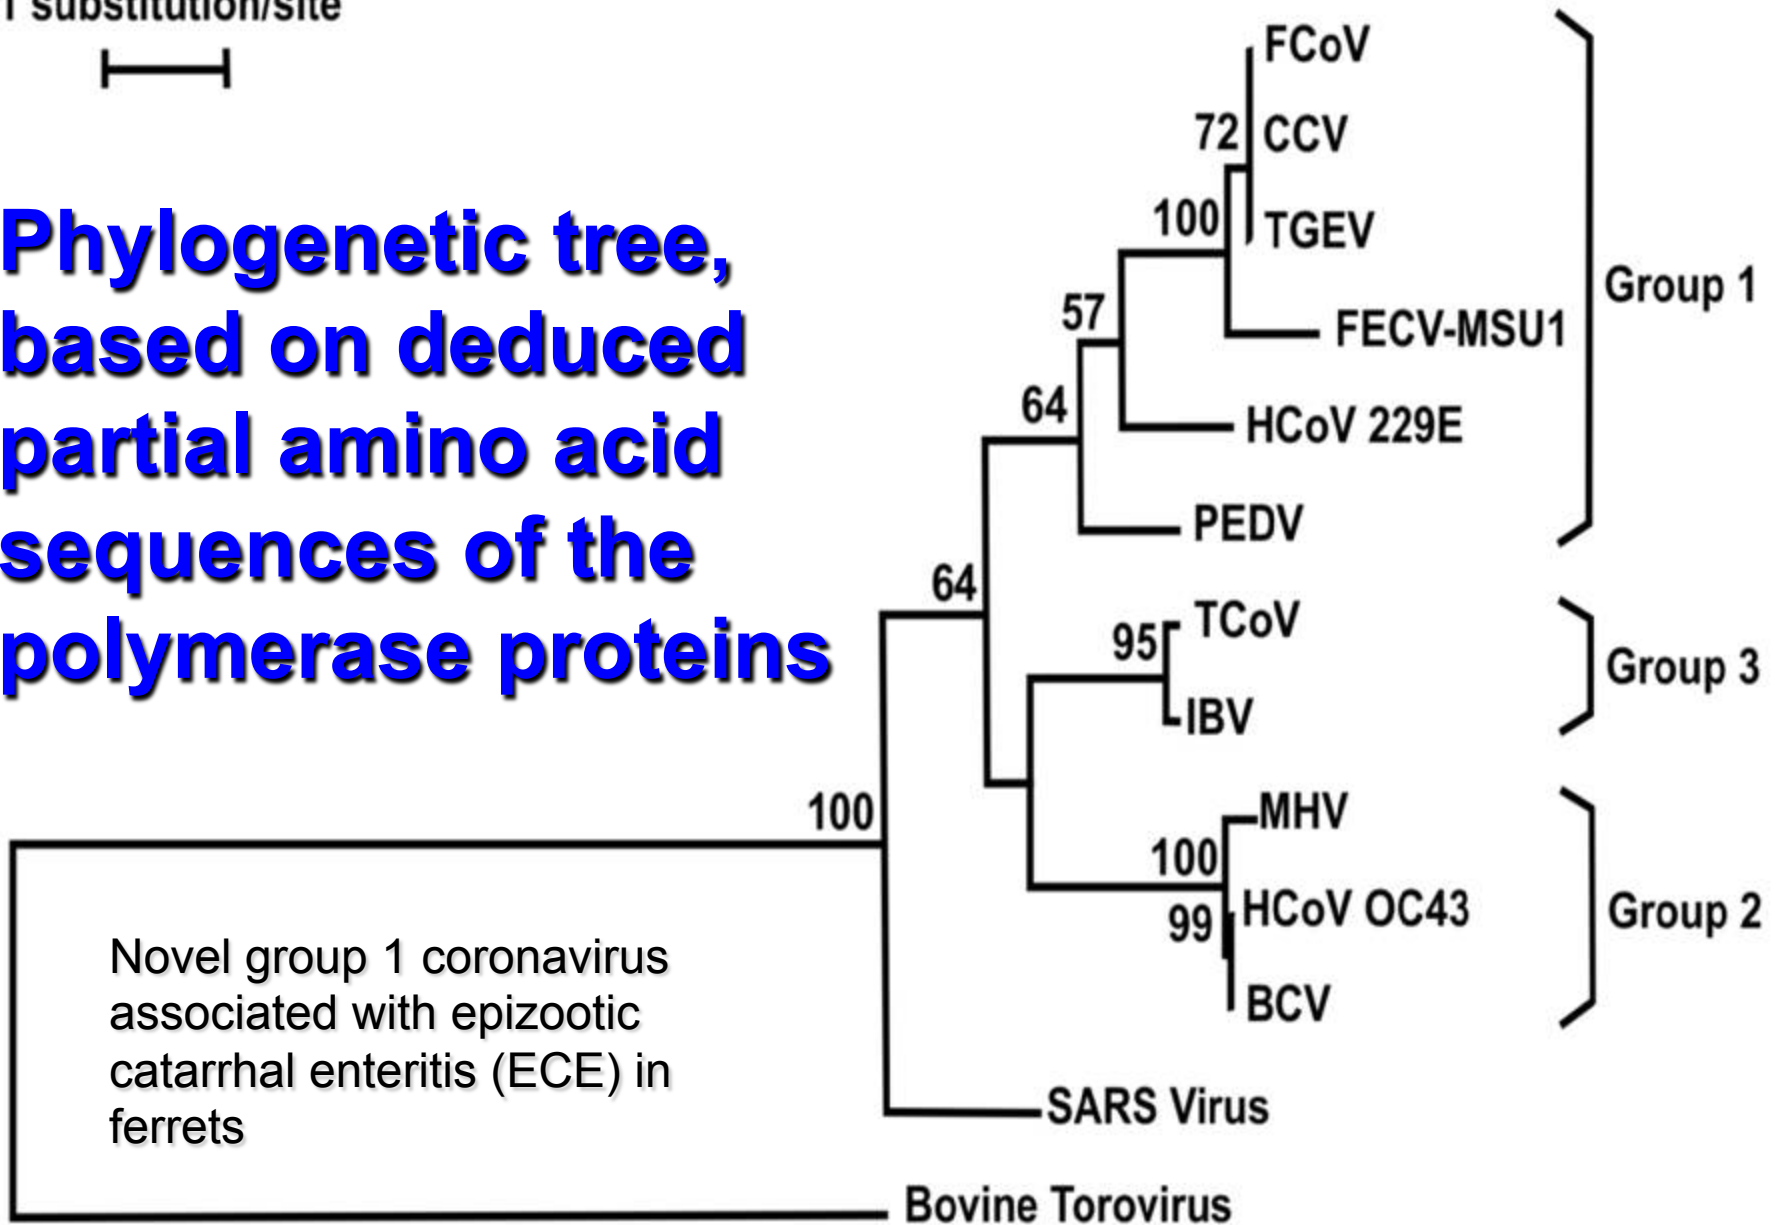 substitution/site
FCoV
72 CCV
100 TGEV
Group 1
57 FECV-MSU1
64 HCoV 229E
PEDV
64
TCoV
95
IBV
Group 3
100
MHV
100
HCoV OC43
99
BCV
Group 2
SARS Virus
Bovine Torovirus
Phylogenetic tree,
based on deduced
partial amino acid
sequences of the
polymerase proteins
Novel group 1 coronavirus
associated with epizootic
catarrhal enteritis (ECE) in
ferrets